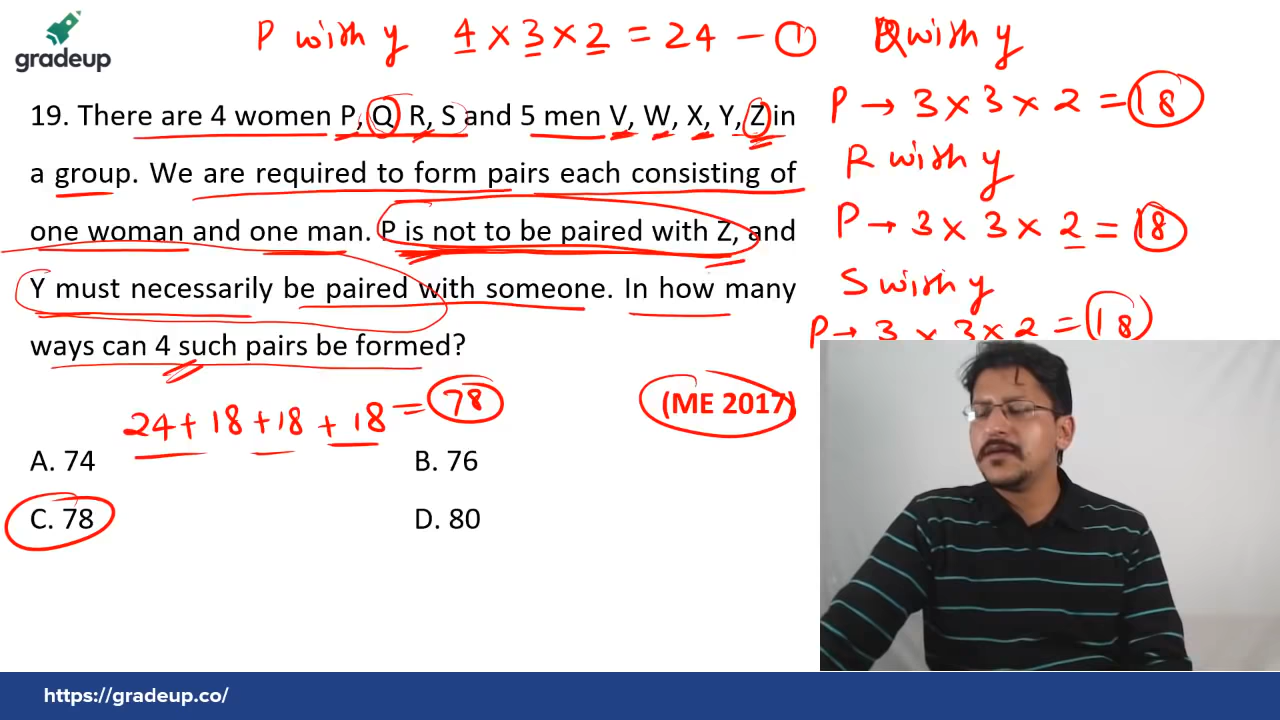 gradeup
P with y 4 × 3 × 2 = 24 - ①
Q with y
P → 3 × 3 × 2 = 18
R with y
P → 3 × 3 × 2 = 18
S with y
P → 3 × 3 × 2 = 18
19. There are 4 women P, Q R, S and 5 men V, W, X, Y, Z in
a group. We are required to form pairs each consisting of
one woman and one man. P is not to be paired with Z, and
Y must necessarily be paired with someone. In how many
ways can 4 such pairs be formed?
(ME 2017)
24 + 18 + 18 + 18 = 78
A. 74
B. 76
C. 78
D. 80
https://gradeup.co/